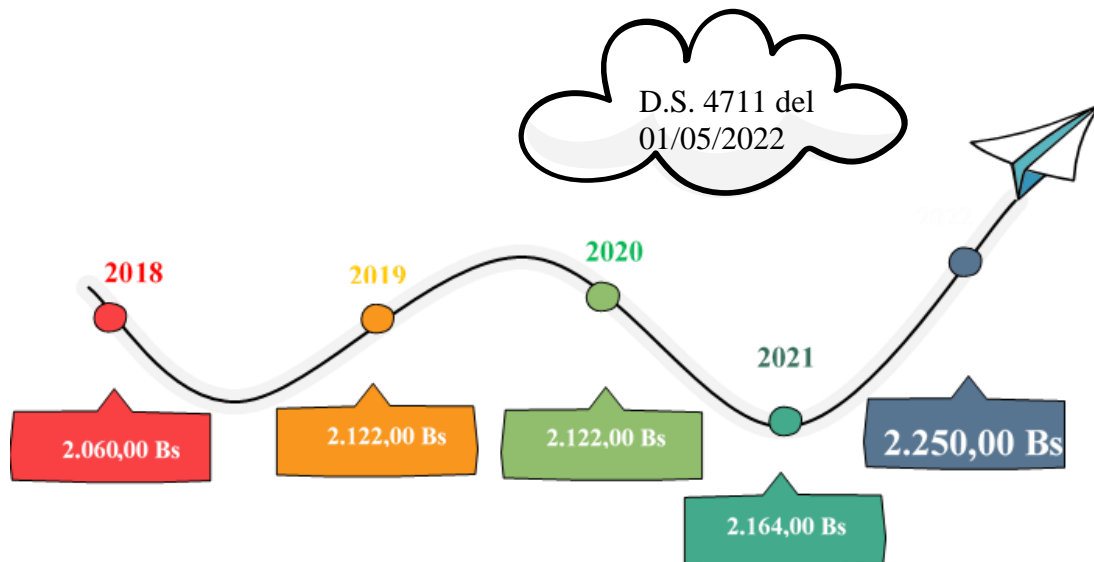 D.S. 4711 del
01/05/2022
2018
2019
2020
2021
2.060,00 Bs
2.122,00 Bs
2.122,00 Bs
2.164,00 Bs
2.250,00 Bs